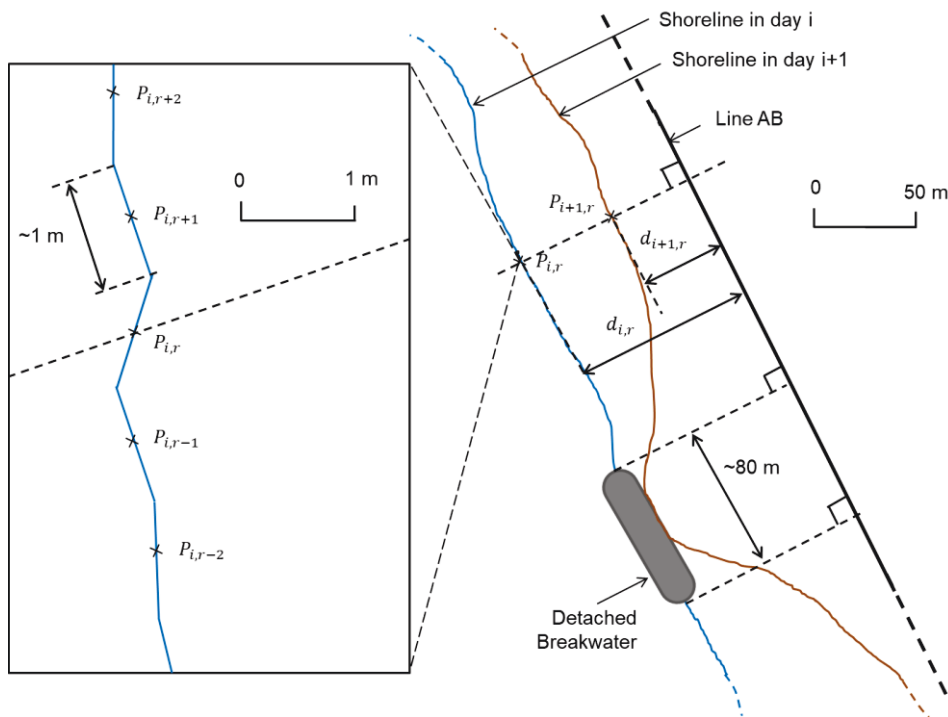 Shoreline in day i
Shoreline in day i+1
Line AB
0 50 m
P_{i,r+2}
0 1 m
~1 m
P_{i,r+1}
P_{i,r}
P_{i,r-1}
P_{i,r-2}
P_{i+1,r}
P_{i,r}
d_{i+1,r}
d_{i,r}
~80 m
Detached
Breakwater